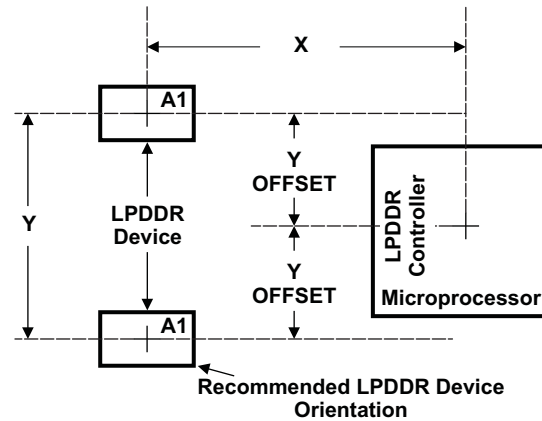 X
A1
Y
OFFSET
Y
LPDDR
Device
LPDDR
Controller
Microprocessor
Y
OFFSET
A1
Recommended LPDDR Device
Orientation